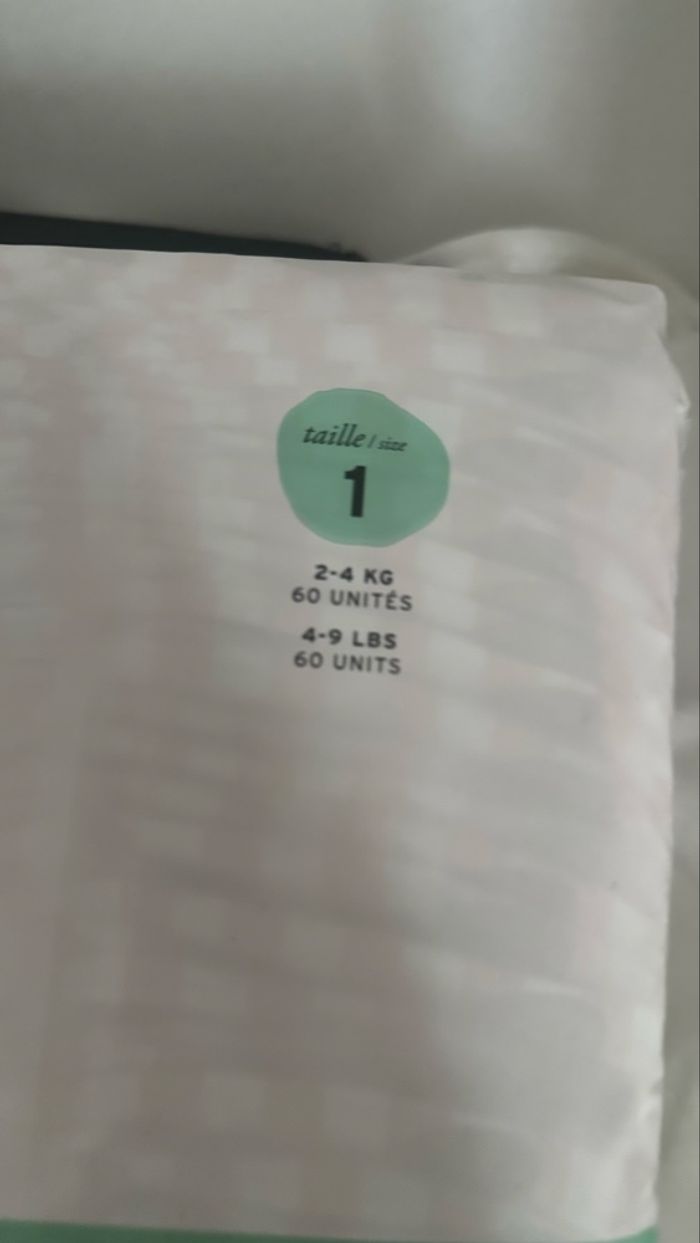 taille / size
1
2-4 KG
60 UNITÉS
4-9 LBS
60 UNITS